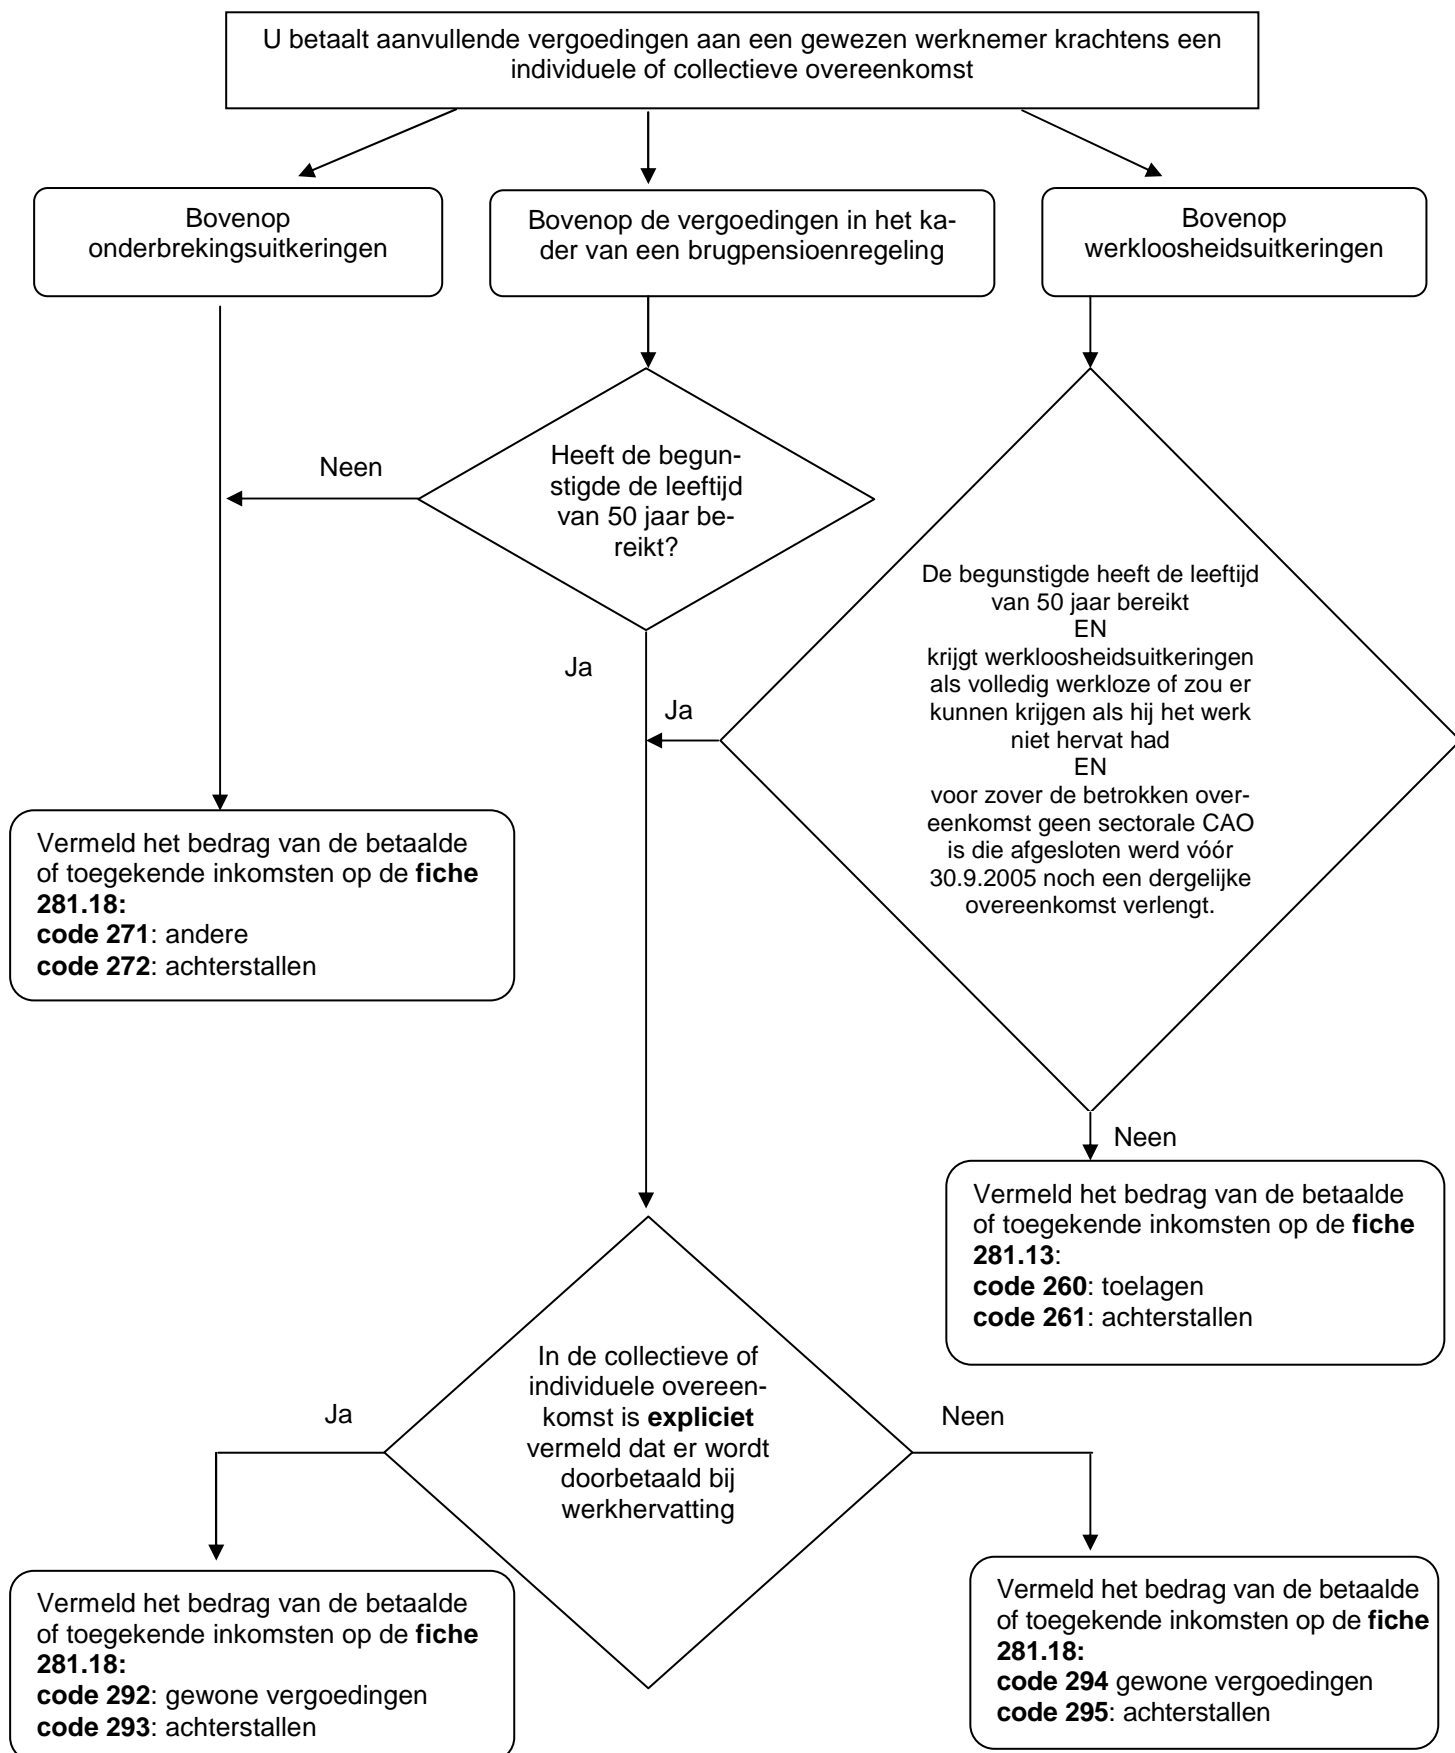 U betaalt aanvullende vergoedingen aan een gewezen werknemer krachtens een
individuele of collectieve overeenkomst
Bovenop
onderbrekingsuitkeringen
Bovenop de vergoedingen in het ka-
der van een brugpensioenregeling
Bovenop
werkloosheidsuitkeringen
Neen
Heeft de begun-
stigde de leeftijd
van 50 jaar be-
reikt?
Ja
Ja
De begunstigde heeft de leeftijd
van 50 jaar bereikt
EN
krijgt werkloosheidsuitkeringen
als volledig werkloze of zou er
kunnen krijgen als hij het werk
niet hervat had
EN
voor zover de betrokken over-
eenkomst geen sectorale CAO
is die afgesloten werd vóór
30.9.2005 noch een dergelijke
overeenkomst verlengt.
Vermeld het bedrag van de betaalde
of toegekende inkomsten op de fiche
281.18:
code 271: andere
code 272: achterstallen
Neen
Vermeld het bedrag van de betaalde
of toegekende inkomsten op de fiche
281.13:
code 260: toelagen
code 261: achterstallen
In de collectieve of
individuele overeen-
komst is expliciet
vermeld dat er wordt
doorbetaald bij
werkhervatting
Ja
Neen
Vermeld het bedrag van de betaalde
of toegekende inkomsten op de fiche
281.18:
code 292: gewone vergoedingen
code 293: achterstallen
Vermeld het bedrag van de betaalde
of toegekende inkomsten op de fiche
281.18:
code 294 gewone vergoedingen
code 295: achterstallen